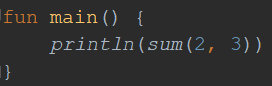 fun main() {
    println(sum(2, 3))
}